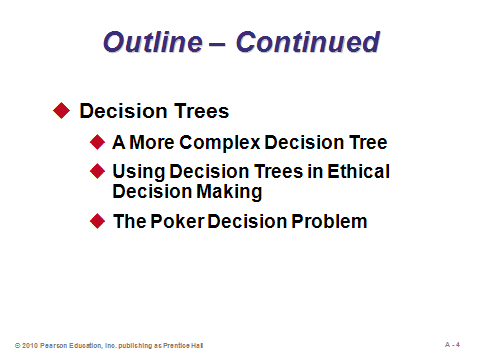 Outline – Continued
Decision Trees
A More Complex Decision Tree
Using Decision Trees in Ethical
Decision Making
The Poker Decision Problem
© 2010 Pearson Education, Inc. publishing as Prentice Hall
A - 4